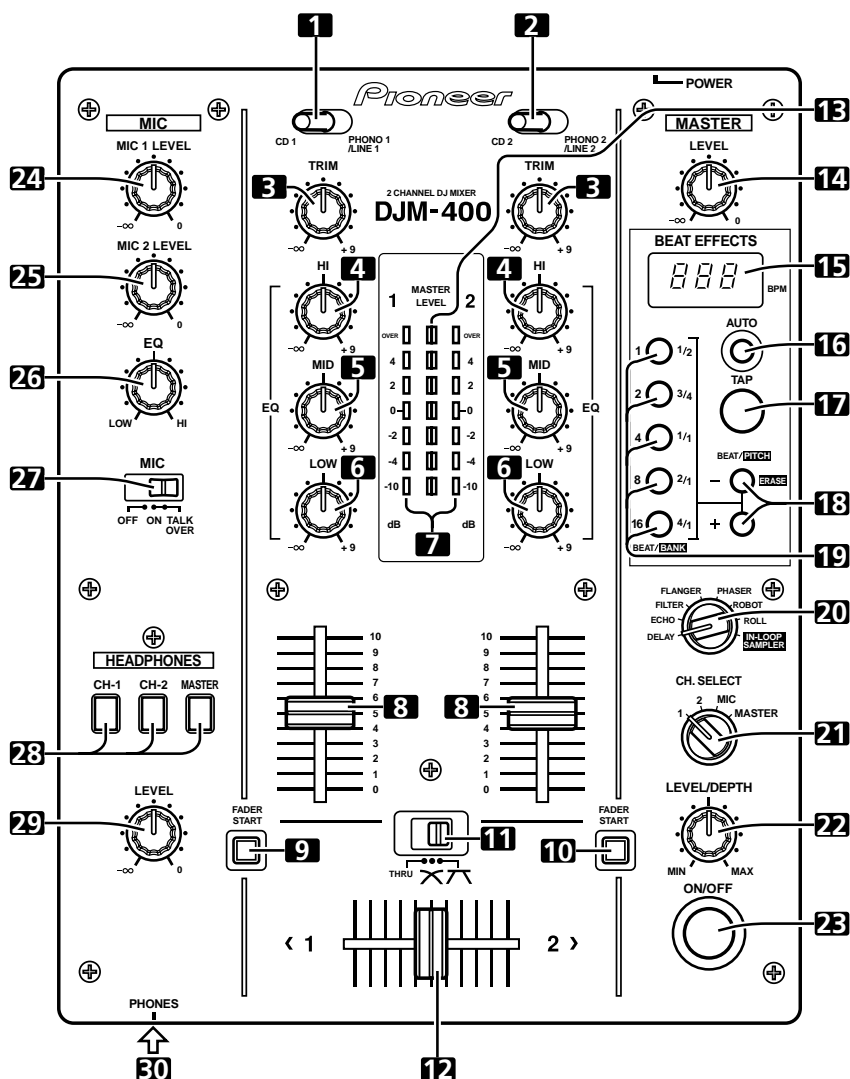 1
2
Pioneer
POWER
13
MIC
MASTER
CD 1
PHONO 1
/LINE 1
CD 2
PHONO 2
/LINE 2
MIC 1 LEVEL
LEVEL
24
-∞
0
3
TRIM
-∞
+ 9
2 CHANNEL DJ MIXER
DJM-400
TRIM
3
-∞
+ 9
14
-∞
0
MIC 2 LEVEL
25
-∞
0
4
HI
-∞
+ 9
1
MASTER
LEVEL
2
4
HI
-∞
+ 9
BEAT EFFECTS
888
BPM
15
EQ
26
LOW
HI
EQ
MID
5
-∞
+ 9
OVER
4
2
0
-2
-4
-10
dB
OVER
4
2
0
-2
-4
-10
dB
7
5
MID
-∞
+ 9
EQ
AUTO
16
TAP
17
1
1/2
2
3/4
4
1/1
8
2/1
16
4/1
BEAT/BANK
BEAT/PITCH
–
ERASE
+
18
19
MIC
27
OFF
ON
TALK
OVER
LOW
6
-∞
+ 9
6
LOW
-∞
+ 9
FLANGER
PHASER
FILTER
ROBOT
ECHO
ROLL
DELAY
IN-LOOP
SAMPLER
20
HEADPHONES
CH-1
CH-2
MASTER
28
10
9
8
7
6
5
4
3
2
1
0
8
8
10
9
8
7
6
5
4
3
2
1
0
CH. SELECT
1
2
MIC
MASTER
21
LEVEL
29
-∞
0
FADER
START
9
11
THRU
FADER
START
10
LEVEL/DEPTH
MIN
MAX
22
ON/OFF
23
‹ 1
2 ›
12
PHONES
30